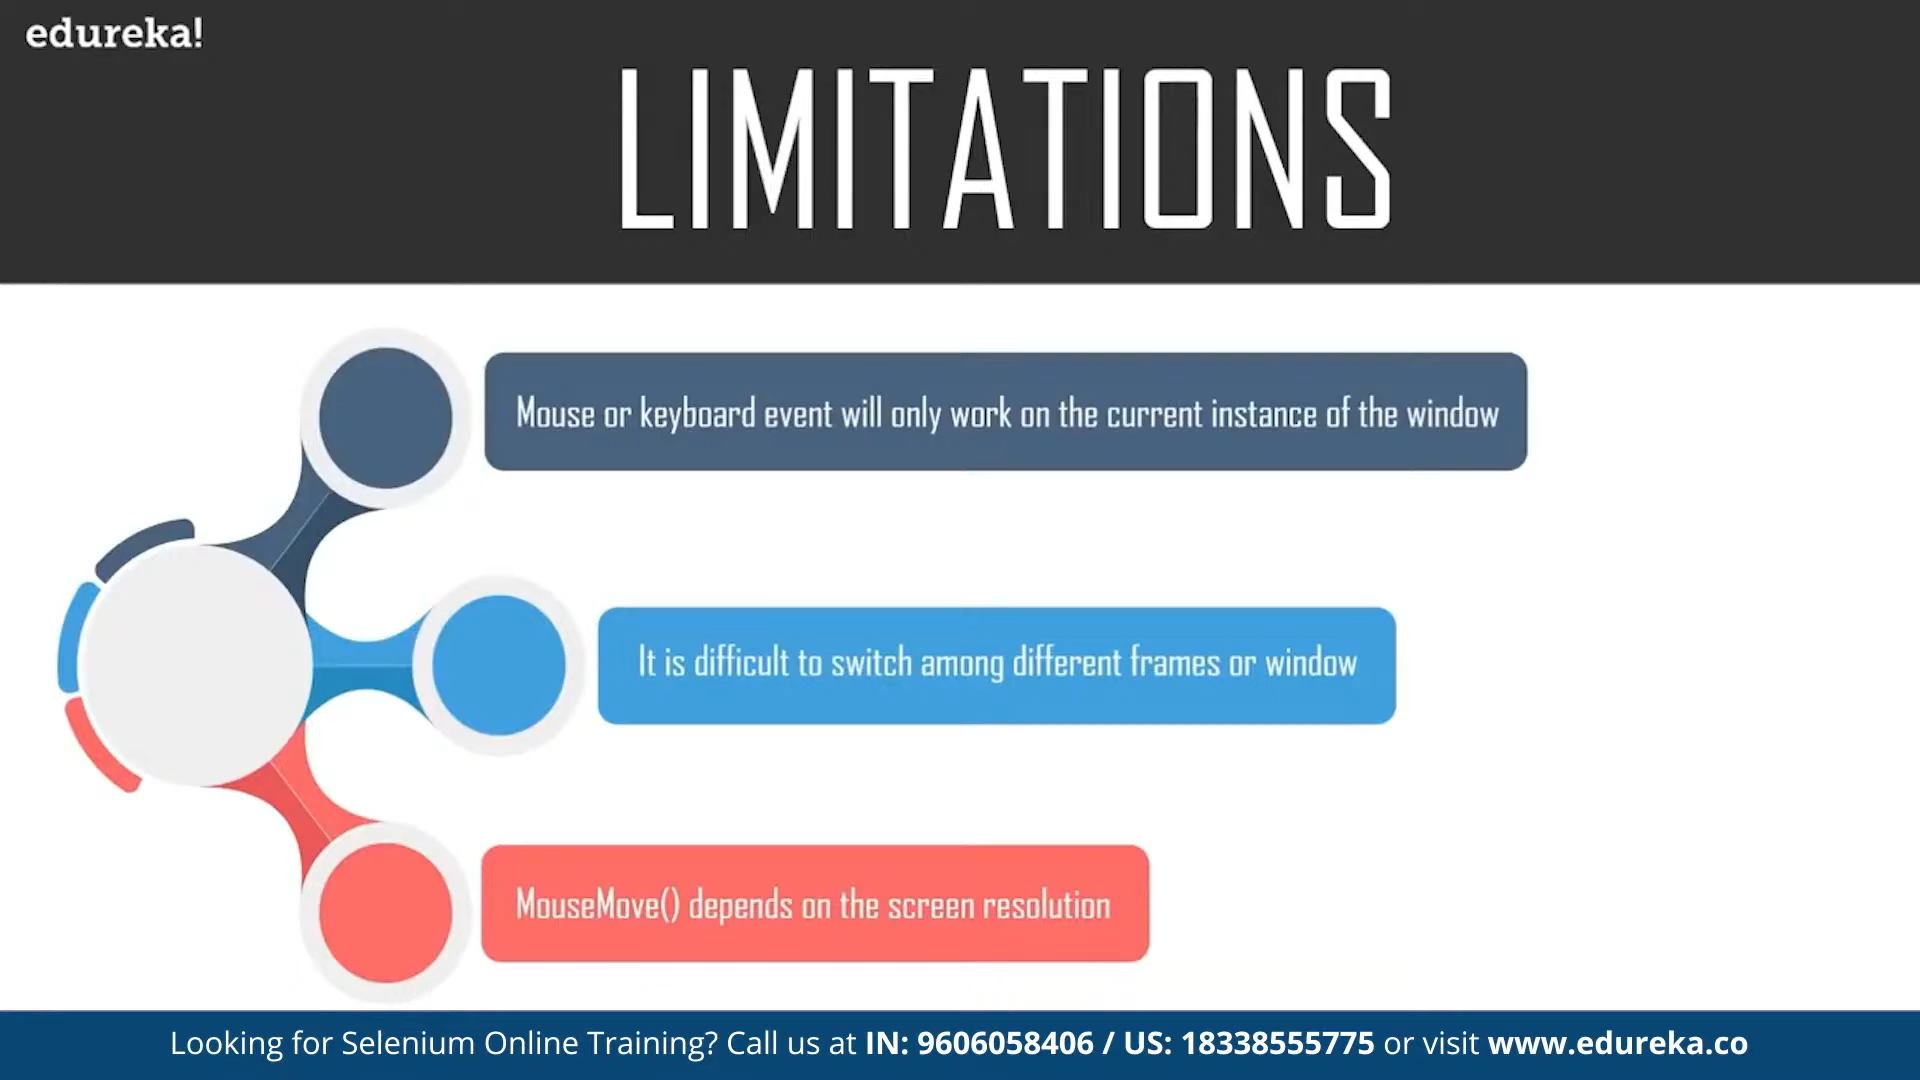 edureka!
LIMITATIONS
Mouse or keyboard event will only work on the current instance of the window
It is difficult to switch among different frames or window
MouseMove() depends on the screen resolution
Looking for Selenium Online Training? Call us at IN: 9606058406 / US: 18338555775 or visit www.edureka.co